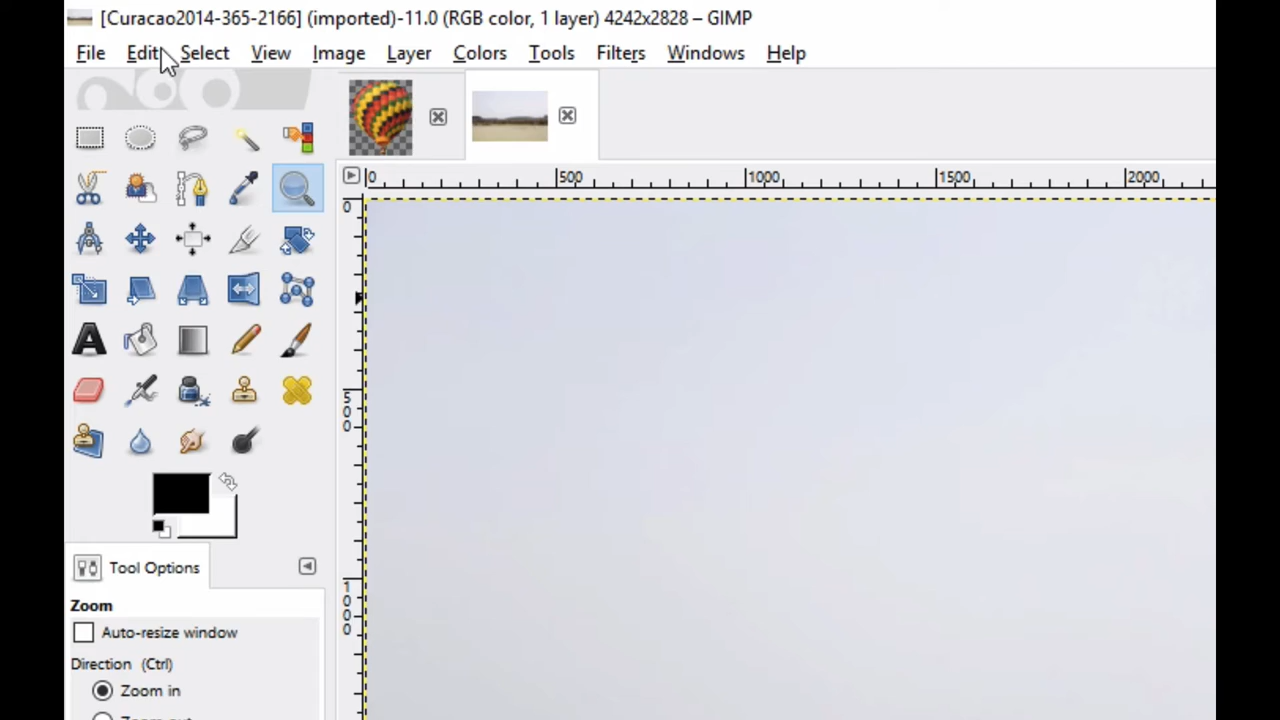 [Curacao2014-365-2166] (imported)-11.0 (RGB color, 1 layer) 4242x2828 – GIMP
File Edit Select View Image Layer Colors Tools Filters Windows Help
0 500 1000 1500 2000
0
500
1000
Tool Options
Zoom
Auto-resize window
Direction (Ctrl)
Zoom in
Zoom out